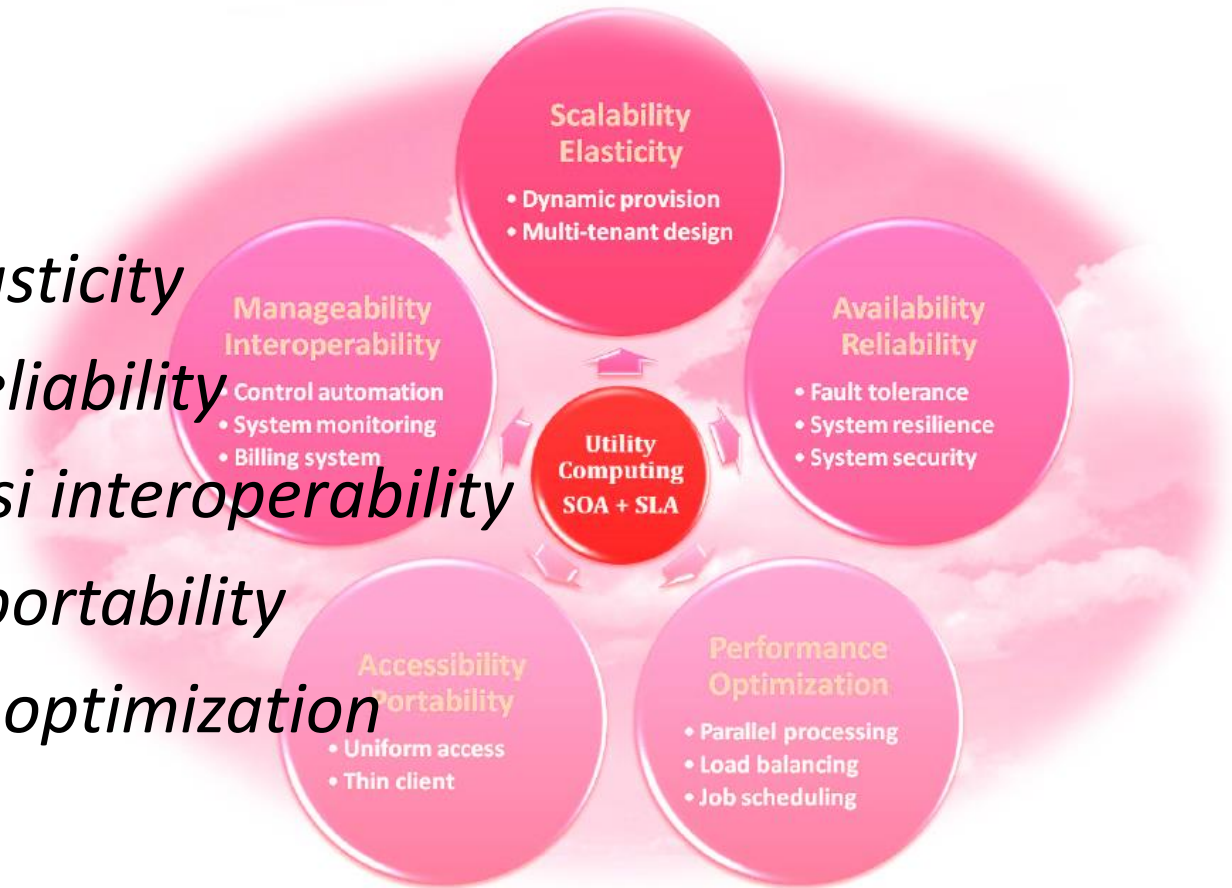 Scalability
Elasticity
• Dynamic provision
• Multi-tenant design
asticity
eliability
si interoperability
portability
optimization
Manageability
Interoperability
• Control automation
• System monitoring
• Billing system
Availability
Reliability
• Fault tolerance
• System resilience
• System security
Utility
Computing
SOA + SLA
Accessibility
Portability
• Uniform access
• Thin client
Performance
Optimization
• Parallel processing
• Load balancing
• Job scheduling